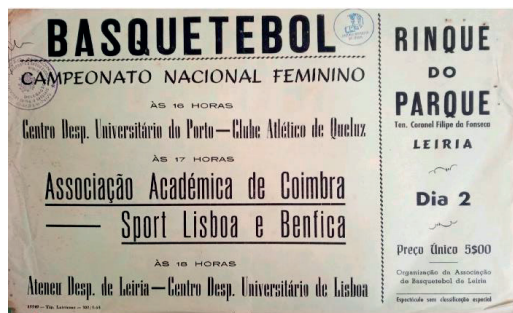 BASQUETEBOL
CAMPEONATO NACIONAL FEMININO
ÀS 16 HORAS
Centro Desp. Universitário do Porto — Clube Atlético de Queluz
ÀS 17 HORAS
Associação Académica de Coimbra
— Sport Lisboa e Benfica
ÀS 18 HORAS
Ateneu Desp. de Leiria — Centro Desp. Universitário de Lisboa
RINQUE
DO
PARQUE
Ten. Coronel Filipe da Fonseca
LEIRIA
Dia 2
Preço Único 5$00
Organização da Associação
de Basquetebol de Leiria
Espectáculo sem classificação especial